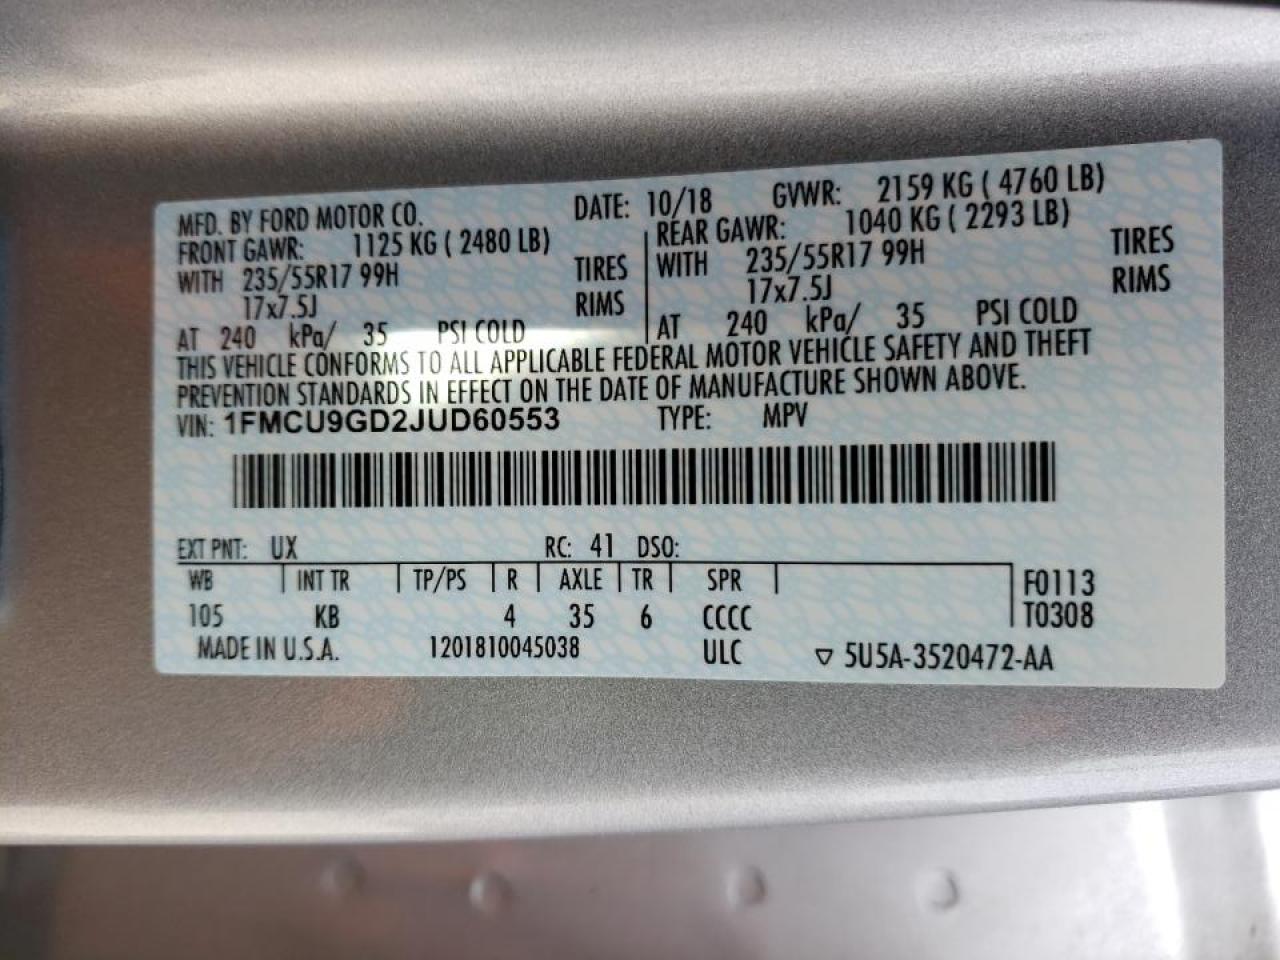 MFD. BY FORD MOTOR CO. DATE: 10/18 GVWR: 2159 KG ( 4760 LB)
FRONT GAWR: 1125 KG ( 2480 LB) REAR GAWR: 1040 KG ( 2293 LB)
WITH 235/55R17 99H TIRES WITH 235/55R17 99H TIRES
17x7.5J RIMS 17x7.5J RIMS
AT 240 kPa/ 35 PSI COLD AT 240 kPa/ 35 PSI COLD
THIS VEHICLE CONFORMS TO ALL APPLICABLE FEDERAL MOTOR VEHICLE SAFETY AND THEFT
PREVENTION STANDARDS IN EFFECT ON THE DATE OF MANUFACTURE SHOWN ABOVE.
VIN: 1FMCU9GD2JUD60553 TYPE: MPV
EXT PNT: UX RC: 41 DSO:
WB INT TR TP/PS R AXLE TR SPR F0113
105 KB 4 35 6 CCCC T0308
MADE IN U.S.A. 1201810045038 ULC ▽ 5U5A-3520472-AA